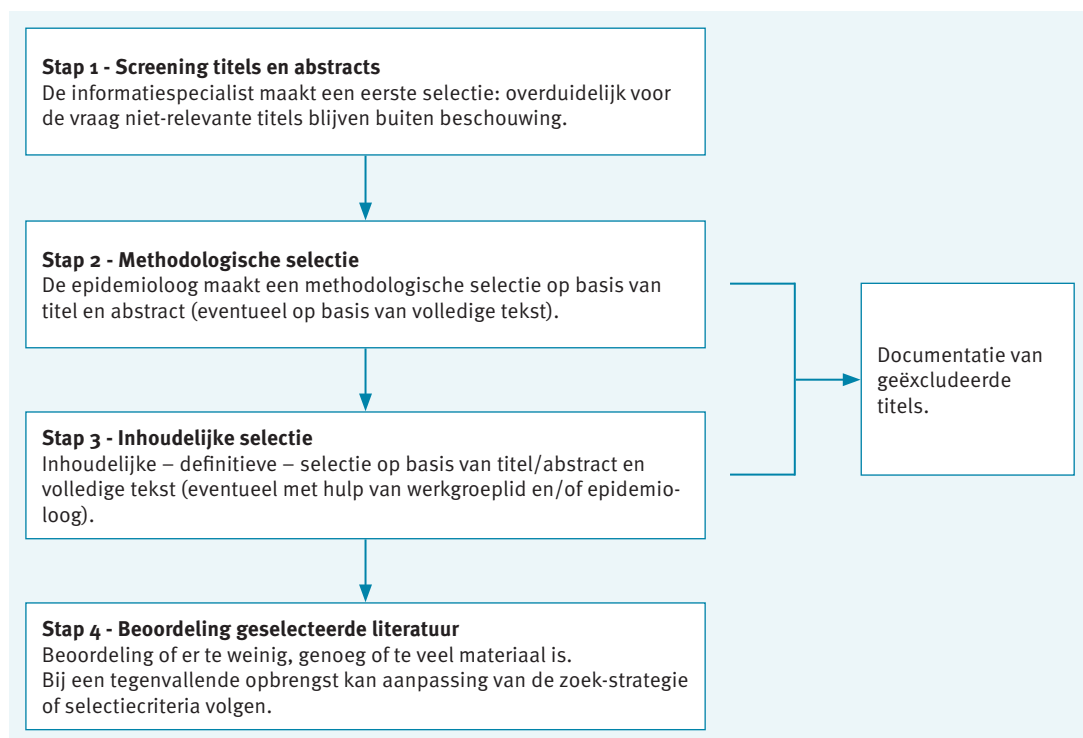 Stap 1 - Screening titels en abstracts
De informatiespecialist maakt een eerste selectie: overduidelijk voor
de vraag niet-relevante titels blijven buiten beschouwing.
Stap 2 - Methodologische selectie
De epidemioloog maakt een methodologische selectie op basis van
titel en abstract (eventueel op basis van volledige tekst).
Documentatie van
geëxcludeerde
titels.
Stap 3 - Inhoudelijke selectie
Inhoudelijke – definitieve – selectie op basis van titel/abstract en
volledige tekst (eventueel met hulp van werkgroeplid en/of epidemio-
loog).
Stap 4 - Beoordeling geselecteerde literatuur
Beoordeling of er te weinig, genoeg of te veel materiaal is.
Bij een tegenvallende opbrengst kan aanpassing van de zoek-strategie
of selectiecriteria volgen.